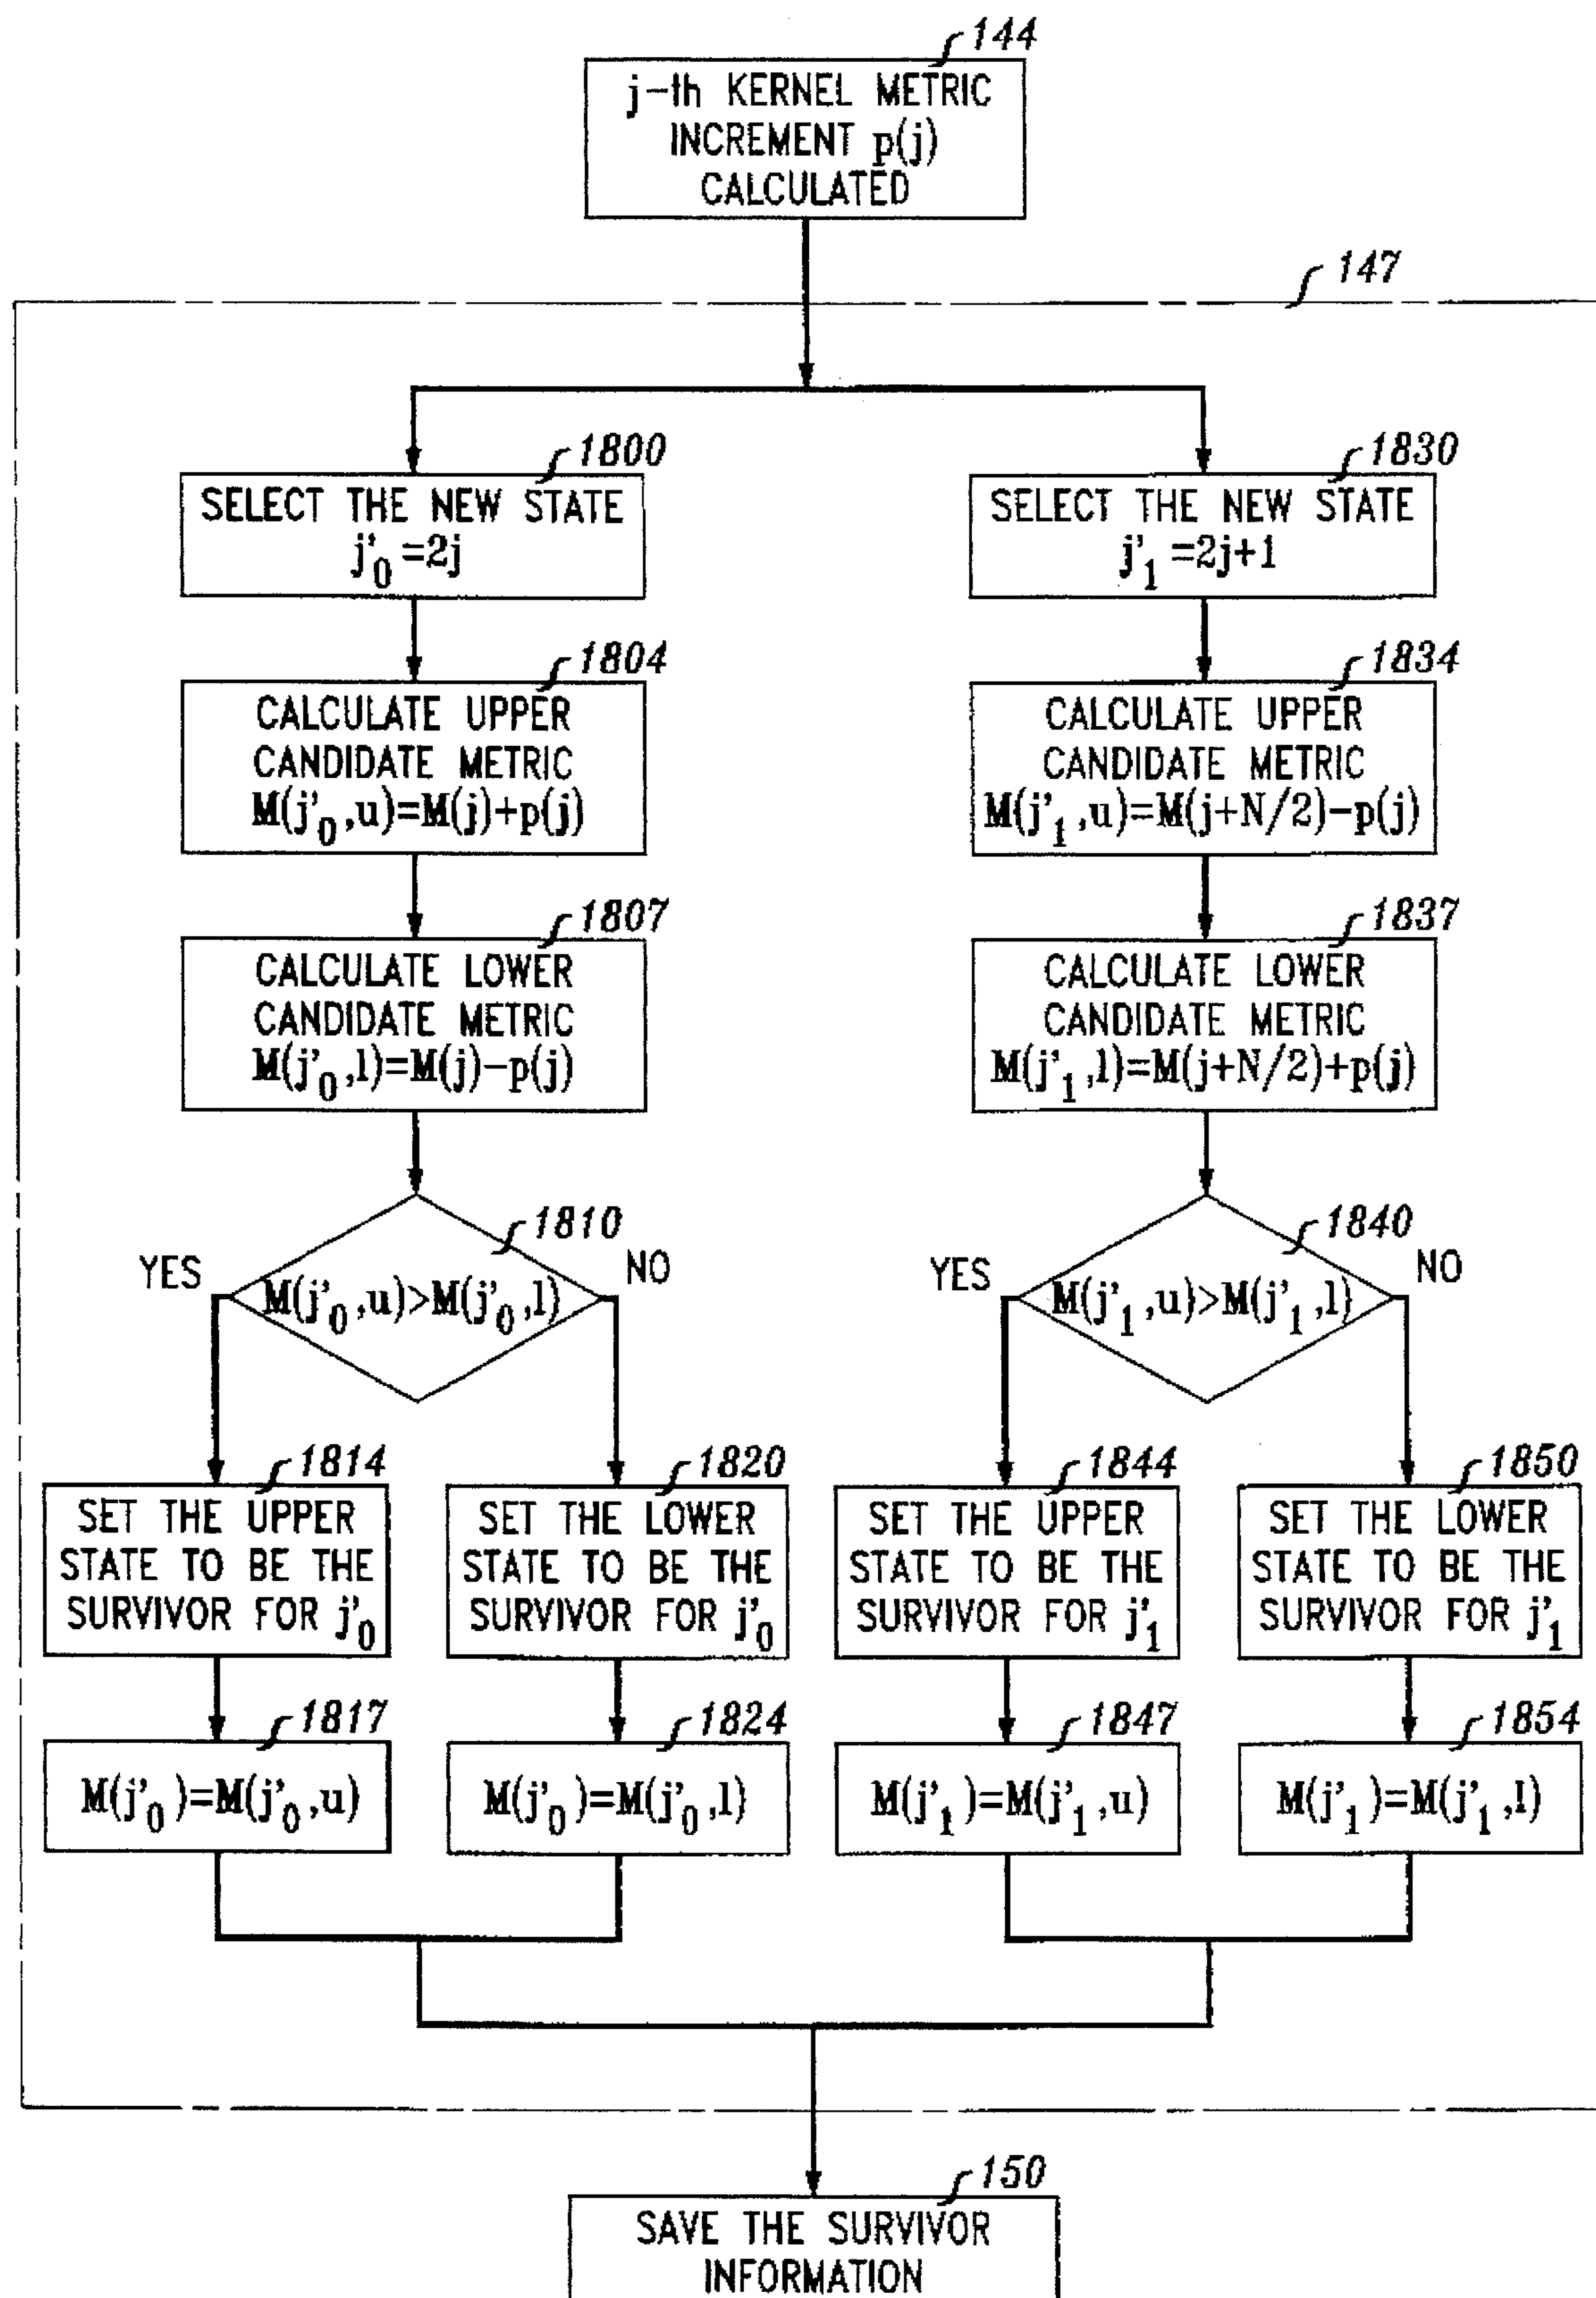 144
j-th KERNEL METRIC
INCREMENT p(j)
CALCULATED
147
1800
SELECT THE NEW STATE
j'0 =2j
1830
SELECT THE NEW STATE
j'1 =2j+1
1804
CALCULATE UPPER
CANDIDATE METRIC
M(j'0 ,u)=M(j)+p(j)
1834
CALCULATE UPPER
CANDIDATE METRIC
M(j'1 ,u)=M(j+N/2)-p(j)
1807
CALCULATE LOWER
CANDIDATE METRIC
M(j'0 ,l)=M(j)-p(j)
1837
CALCULATE LOWER
CANDIDATE METRIC
M(j'1 ,l)=M(j+N/2)+p(j)
1810
YES
M(j'0 ,u)>M(j'0 ,l)
NO
1840
YES
M(j'1 ,u)>M(j'1 ,l)
NO
1814
SET THE UPPER
STATE TO BE THE
SURVIVOR FOR j'0
1820
SET THE LOWER
STATE TO BE THE
SURVIVOR FOR j'0
1844
SET THE UPPER
STATE TO BE THE
SURVIVOR FOR j'1
1850
SET THE LOWER
STATE TO BE THE
SURVIVOR FOR j'1
1817
M(j'0 )=M(j'0 ,u)
1824
M(j'0 )=M(j'0 ,l)
1847
M(j'1 )=M(j'1 ,u)
1854
M(j'1 )=M(j'1 ,l)
150
SAVE THE SURVIVOR
INFORMATION